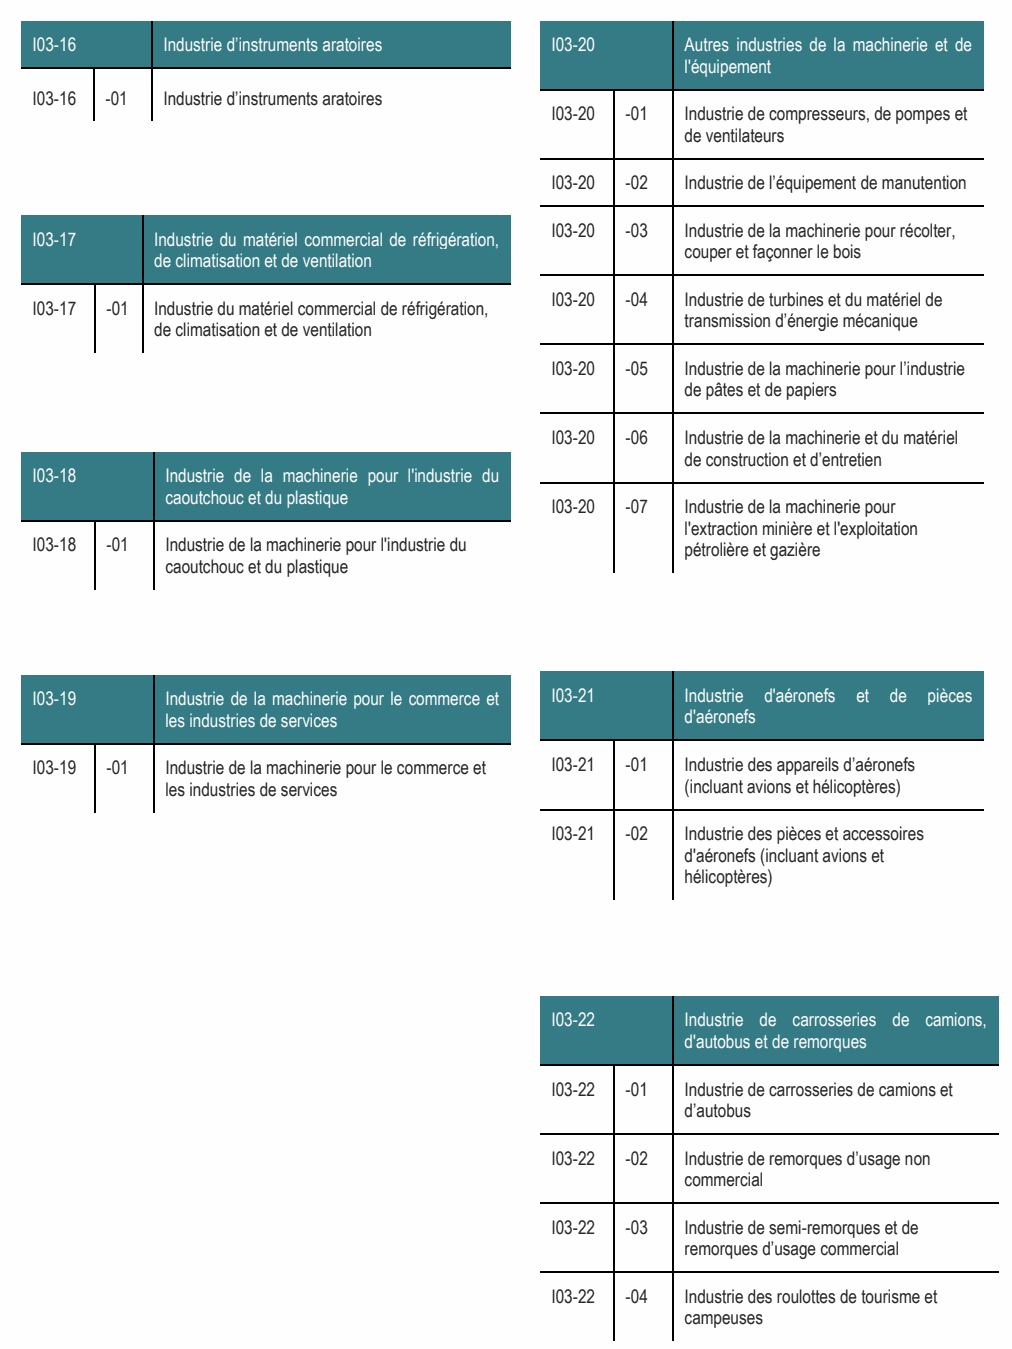 I03-16 Industrie d’instruments aratoires
I03-16 -01 Industrie d’instruments aratoires
I03-17 Industrie du matériel commercial de réfrigération,
de climatisation et de ventilation
I03-17 -01 Industrie du matériel commercial de réfrigération,
de climatisation et de ventilation
I03-18 Industrie de la machinerie pour l'industrie du
caoutchouc et du plastique
I03-18 -01 Industrie de la machinerie pour l'industrie du
caoutchouc et du plastique
I03-19 Industrie de la machinerie pour le commerce et
les industries de services
I03-19 -01 Industrie de la machinerie pour le commerce et
les industries de services
I03-20 Autres industries de la machinerie et de
l'équipement
I03-20 -01 Industrie de compresseurs, de pompes et
de ventilateurs
I03-20 -02 Industrie de l’équipement de manutention
I03-20 -03 Industrie de la machinerie pour récolter,
couper et façonner le bois
I03-20 -04 Industrie de turbines et du matériel de
transmission d’énergie mécanique
I03-20 -05 Industrie de la machinerie pour l’industrie
de pâtes et de papiers
I03-20 -06 Industrie de la machinerie et du matériel
de construction et d’entretien
I03-20 -07 Industrie de la machinerie pour
l'extraction minière et l'exploitation
pétrolière et gazière
I03-21 Industrie d'aéronefs et de pièces
d'aéronefs
I03-21 -01 Industrie des appareils d’aéronefs
(incluant avions et hélicoptères)
I03-21 -02 Industrie des pièces et accessoires
d'aéronefs (incluant avions et
hélicoptères)
I03-22 Industrie de carrosseries de camions,
d'autobus et de remorques
I03-22 -01 Industrie de carrosseries de camions et
d’autobus
I03-22 -02 Industrie de remorques d’usage non
commercial
I03-22 -03 Industrie de semi-remorques et de
remorques d’usage commercial
I03-22 -04 Industrie des roulottes de tourisme et
campeuses